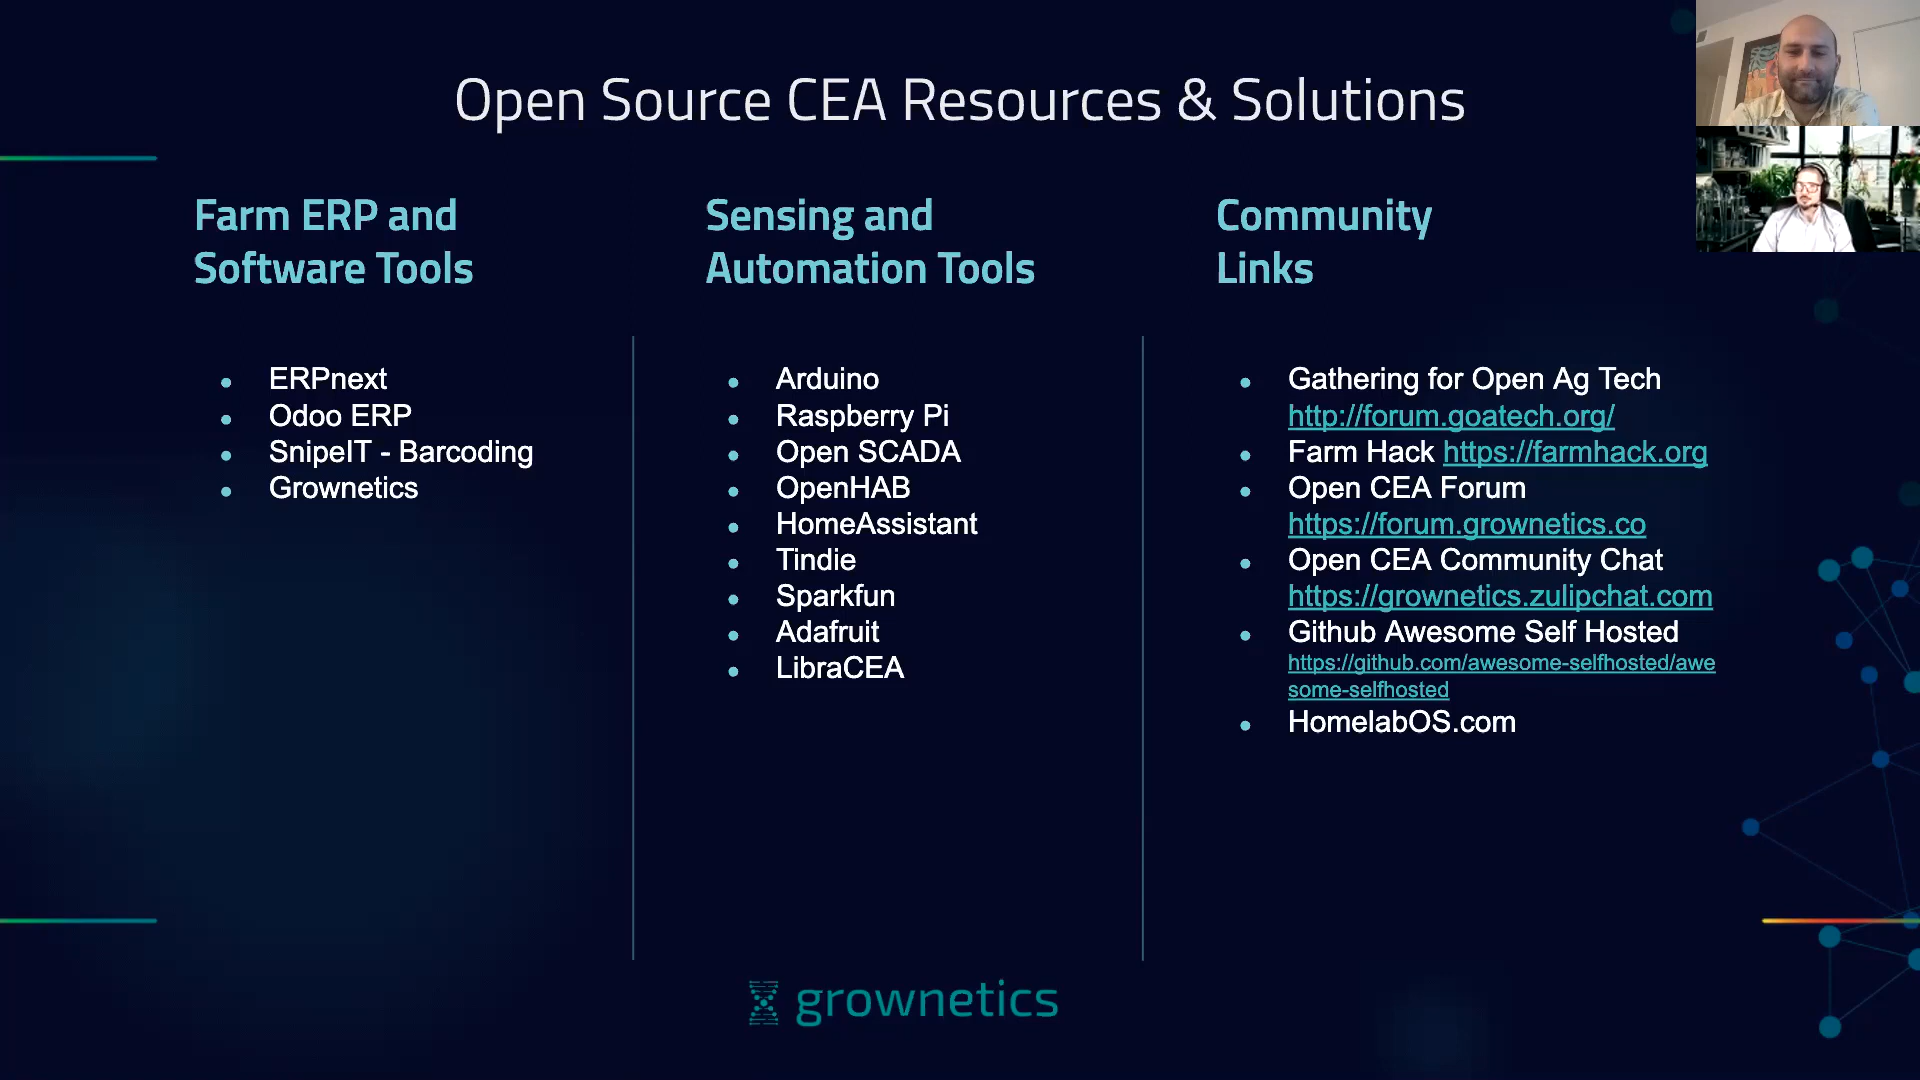 Open Source CEA Resources & Solutions
Farm ERP and
Software Tools
ERPnext
Odoo ERP
SnipeIT - Barcoding
Grownetics
Sensing and
Automation Tools
Arduino
Raspberry Pi
Open SCADA
OpenHAB
HomeAssistant
Tindie
Sparkfun
Adafruit
LibraCEA
Community
Links
Gathering for Open Ag Tech
http://forum.goatech.org/
Farm Hack https://farmhack.org
Open CEA Forum
https://forum.grownetics.co
Open CEA Community Chat
https://grownetics.zulipchat.com
Github Awesome Self Hosted
https://github.com/awesome-selfhosted/awe
some-selfhosted
HomelabOS.com
grownetics